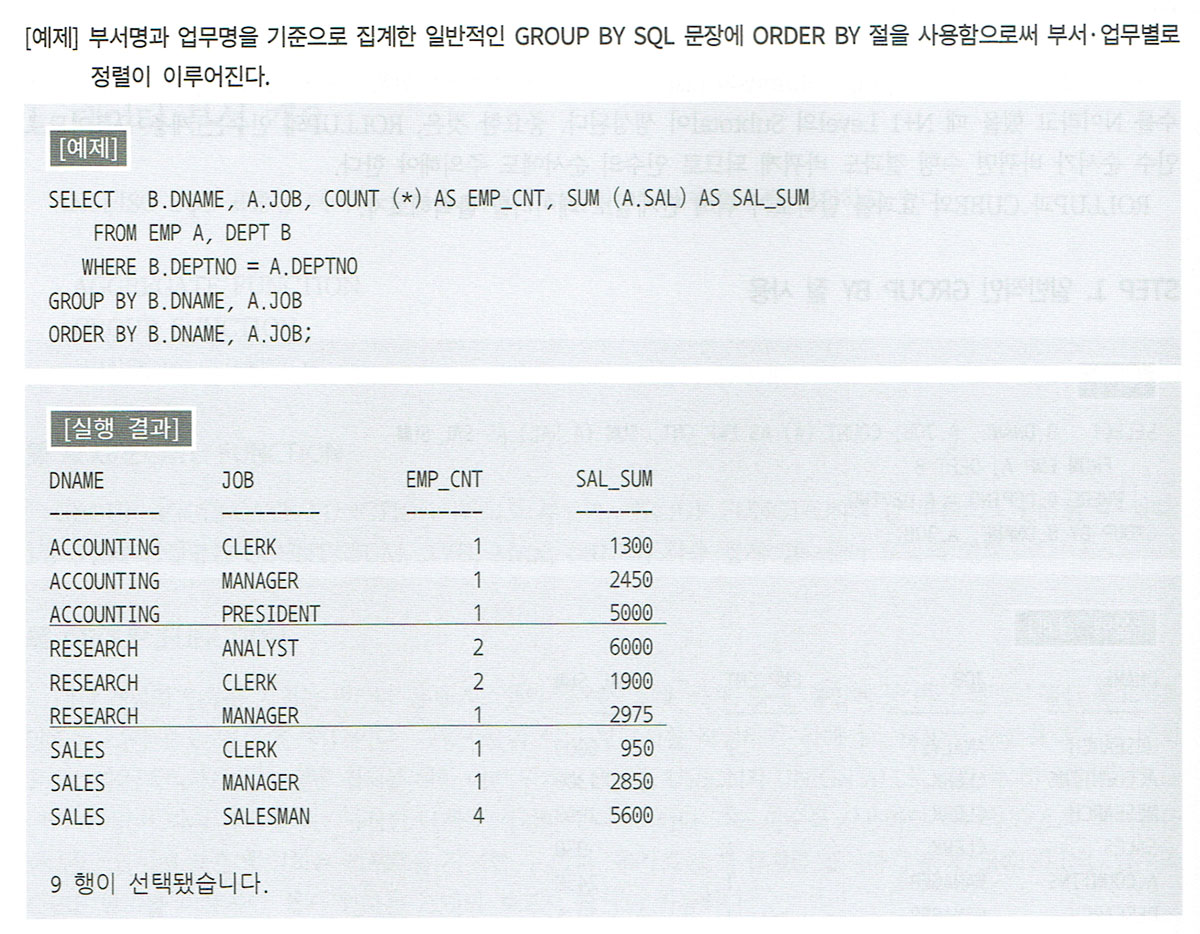 [예제] 부서명과 업무명을 기준으로 집계한 일반적인 GROUP BY SQL 문장에 ORDER BY 절을 사용함으로써 부서·업무별로
정렬이 이루어진다.
[예제]
SELECT B.DNAME, A.JOB, COUNT (*) AS EMP_CNT, SUM (A.SAL) AS SAL_SUM
FROM EMP A, DEPT B
WHERE B.DEPTNO = A.DEPTNO
GROUP BY B.DNAME, A.JOB
ORDER BY B.DNAME, A.JOB;
[실행 결과]
DNAME JOB EMP_CNT SAL_SUM
---------- --------- ------- -------
ACCOUNTING CLERK 1 1300
ACCOUNTING MANAGER 1 2450
ACCOUNTING PRESIDENT 1 5000
RESEARCH ANALYST 2 6000
RESEARCH CLERK 2 1900
RESEARCH MANAGER 1 2975
SALES CLERK 1 950
SALES MANAGER 1 2850
SALES SALESMAN 4 5600
9 행이 선택됐습니다.